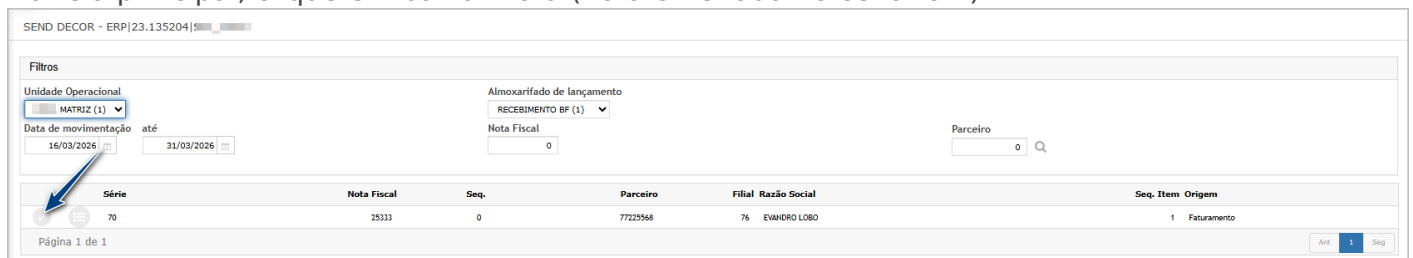 SEND DECOR - ERP|23.135204|
Filtros
Unidade Operacional Almoxarifado de lançamento
MATRIZ (1) RECEBIMENTO BF (1)
Data de movimentação até Nota Fiscal Parceiro
16/03/2026 31/03/2026 0 0
Série Nota Fiscal Seq. Parceiro Filial Razão Social Seq. Item Origem
70 25333 0 77225568 76 EVANDRO LOBO 1 Faturamento
Página 1 de 1 Ant 1 Seg